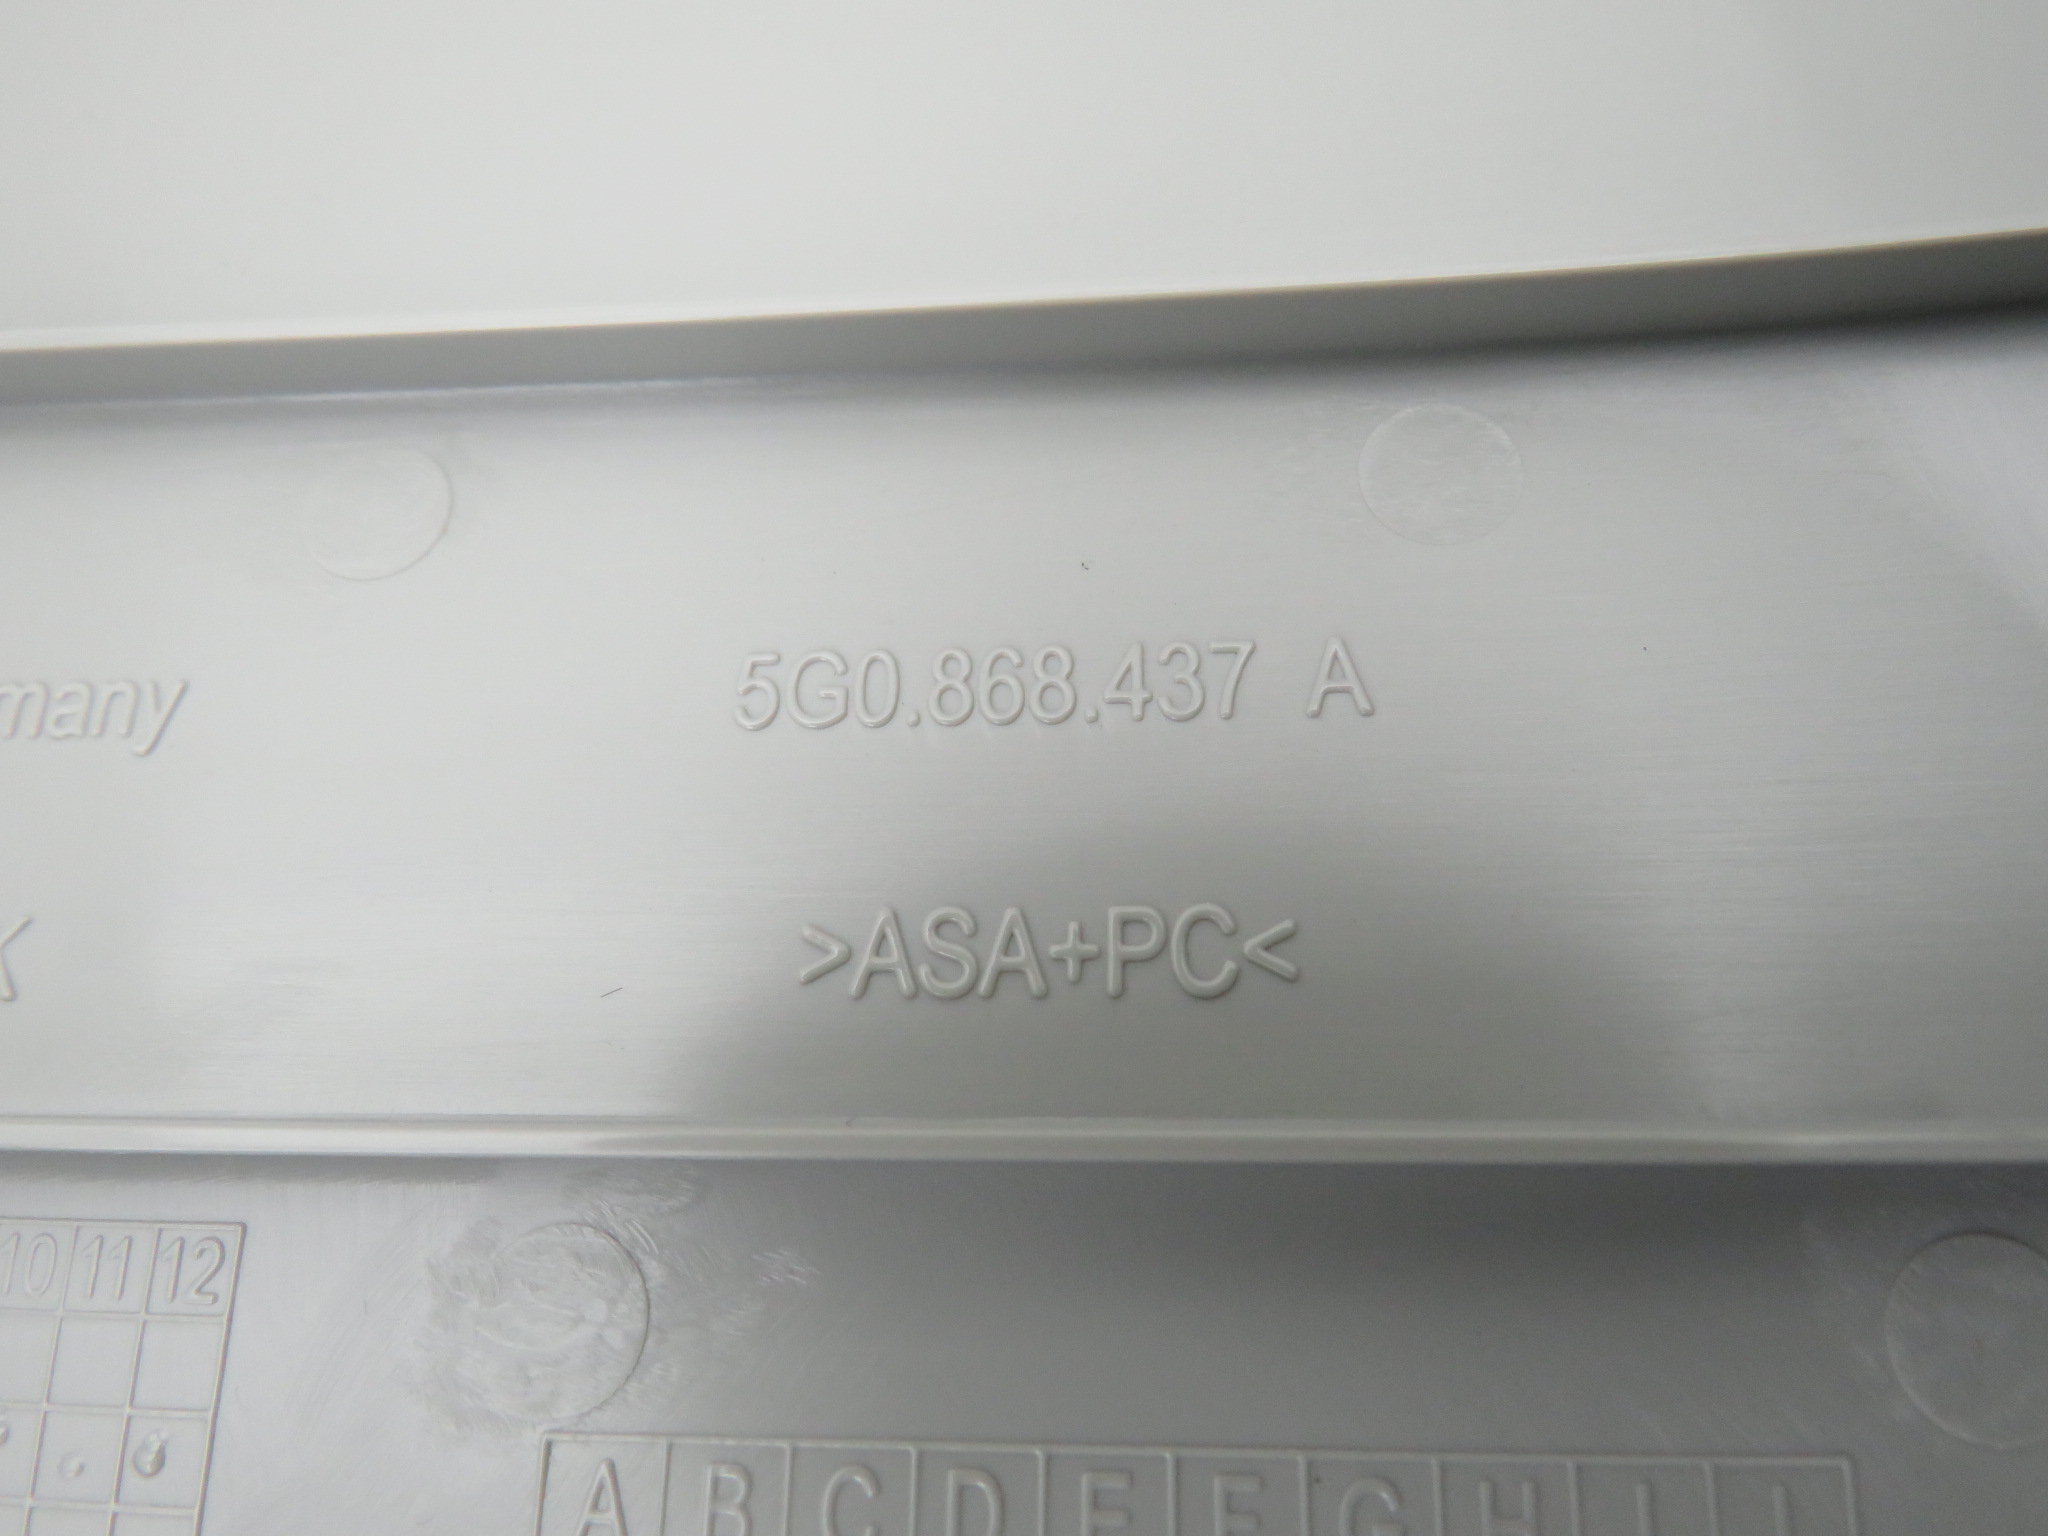 many
5G0.868.437 A
K
>ASA+PC<
10 11 12
A B C D E F G H I J